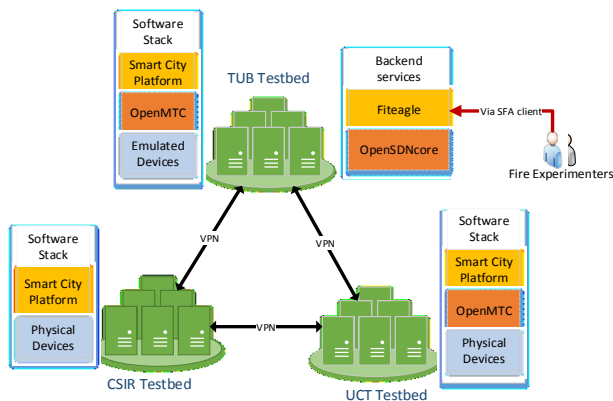 Software
Stack
Smart City
Platform
OpenMTC
Emulated
Devices
TUB Testbed
Backend
services
Fiteagle
OpenSDNcore
Via SFA client
Fire Experimenters
VPN
VPN
VPN
Software
Stack
Smart City
Platform
Physical
Devices
CSIR Testbed
UCT Testbed
Software
Stack
Smart City
Platform
OpenMTC
Physical
Devices